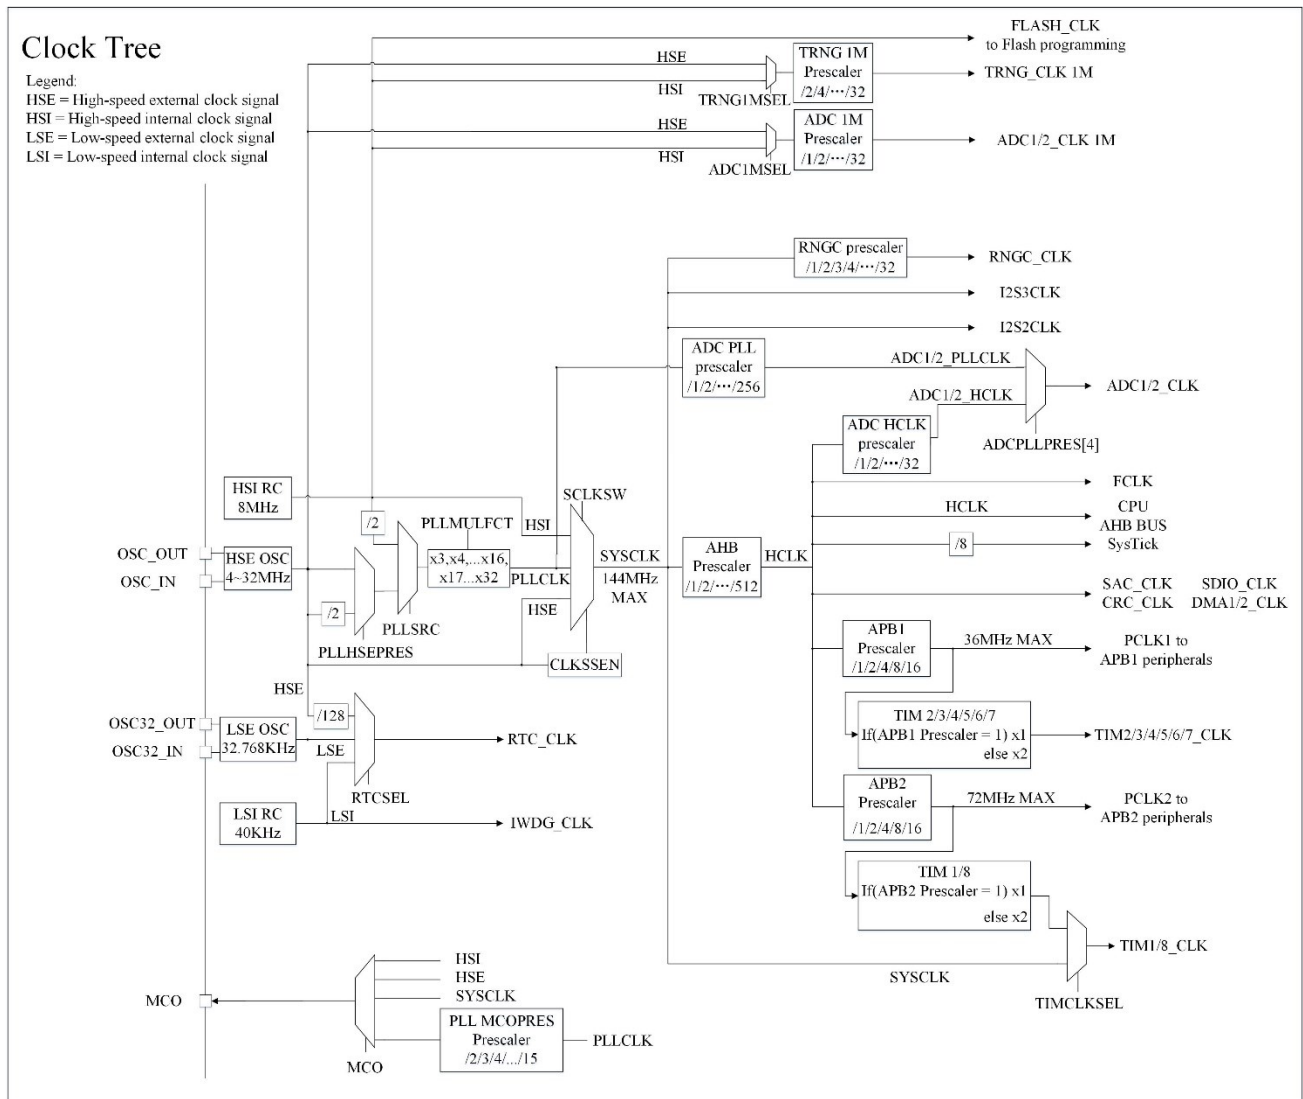 Clock Tree
Legend:
HSE = High-speed external clock signal
HSI = High-speed internal clock signal
LSE = Low-speed external clock signal
LSI = Low-speed internal clock signal
FLASH_CLK
to Flash programming
HSE
HSI
TRNG1MSEL
TRNG 1M
Prescaler
/2/4/···/32
TRNG_CLK 1M
HSE
HSI
ADC1MSEL
ADC 1M
Prescaler
/1/2/···/32
ADC1/2_CLK 1M
RNGC prescaler
/1/2/3/4/···/32
RNGC_CLK
I2S3CLK
I2S2CLK
ADC PLL
prescaler
/1/2/···/256
ADC1/2_PLLCLK
ADC1/2_HCLK
ADC1/2_CLK
ADCPLLPRES[4]
ADC HCLK
prescaler
/1/2/···/32
HSI RC
8MHz
OSC_OUT
OSC_IN
HSE OSC
4~32MHz
/2
/2
PLLHSEPRES
PLLSRC
PLLMULFCT
x3,x4,...x16,
x17...x32
PLLCLK
HSI
HSE
SCLKSW
CLKSSEN
SYSCLK
144MHz
MAX
AHB
Prescaler
/1/2/···/512
HCLK
FCLK
HCLK
CPU
AHB BUS
/8
SysTick
SAC_CLK SDIO_CLK
CRC_CLK DMA1/2_CLK
APB1
Prescaler
/1/2/4/8/16
36MHz MAX
PCLK1 to
APB1 peripherals
TIM 2/3/4/5/6/7
If(APB1 Prescaler = 1) x1
else x2
TIM2/3/4/5/6/7_CLK
APB2
Prescaler
/1/2/4/8/16
72MHz MAX
PCLK2 to
APB2 peripherals
TIM 1/8
If(APB2 Prescaler = 1) x1
else x2
SYSCLK
TIM1/8_CLK
TIMCLKSEL
HSE
/128
OSC32_OUT
OSC32_IN
LSE OSC
32.768KHz
LSE
RTC_CLK
RTCSEL
LSI RC
40KHz
LSI
IWDG_CLK
MCO
HSI
HSE
SYSCLK
PLL MCOPRES
Prescaler
/2/3/4/.../15
PLLCLK
MCO